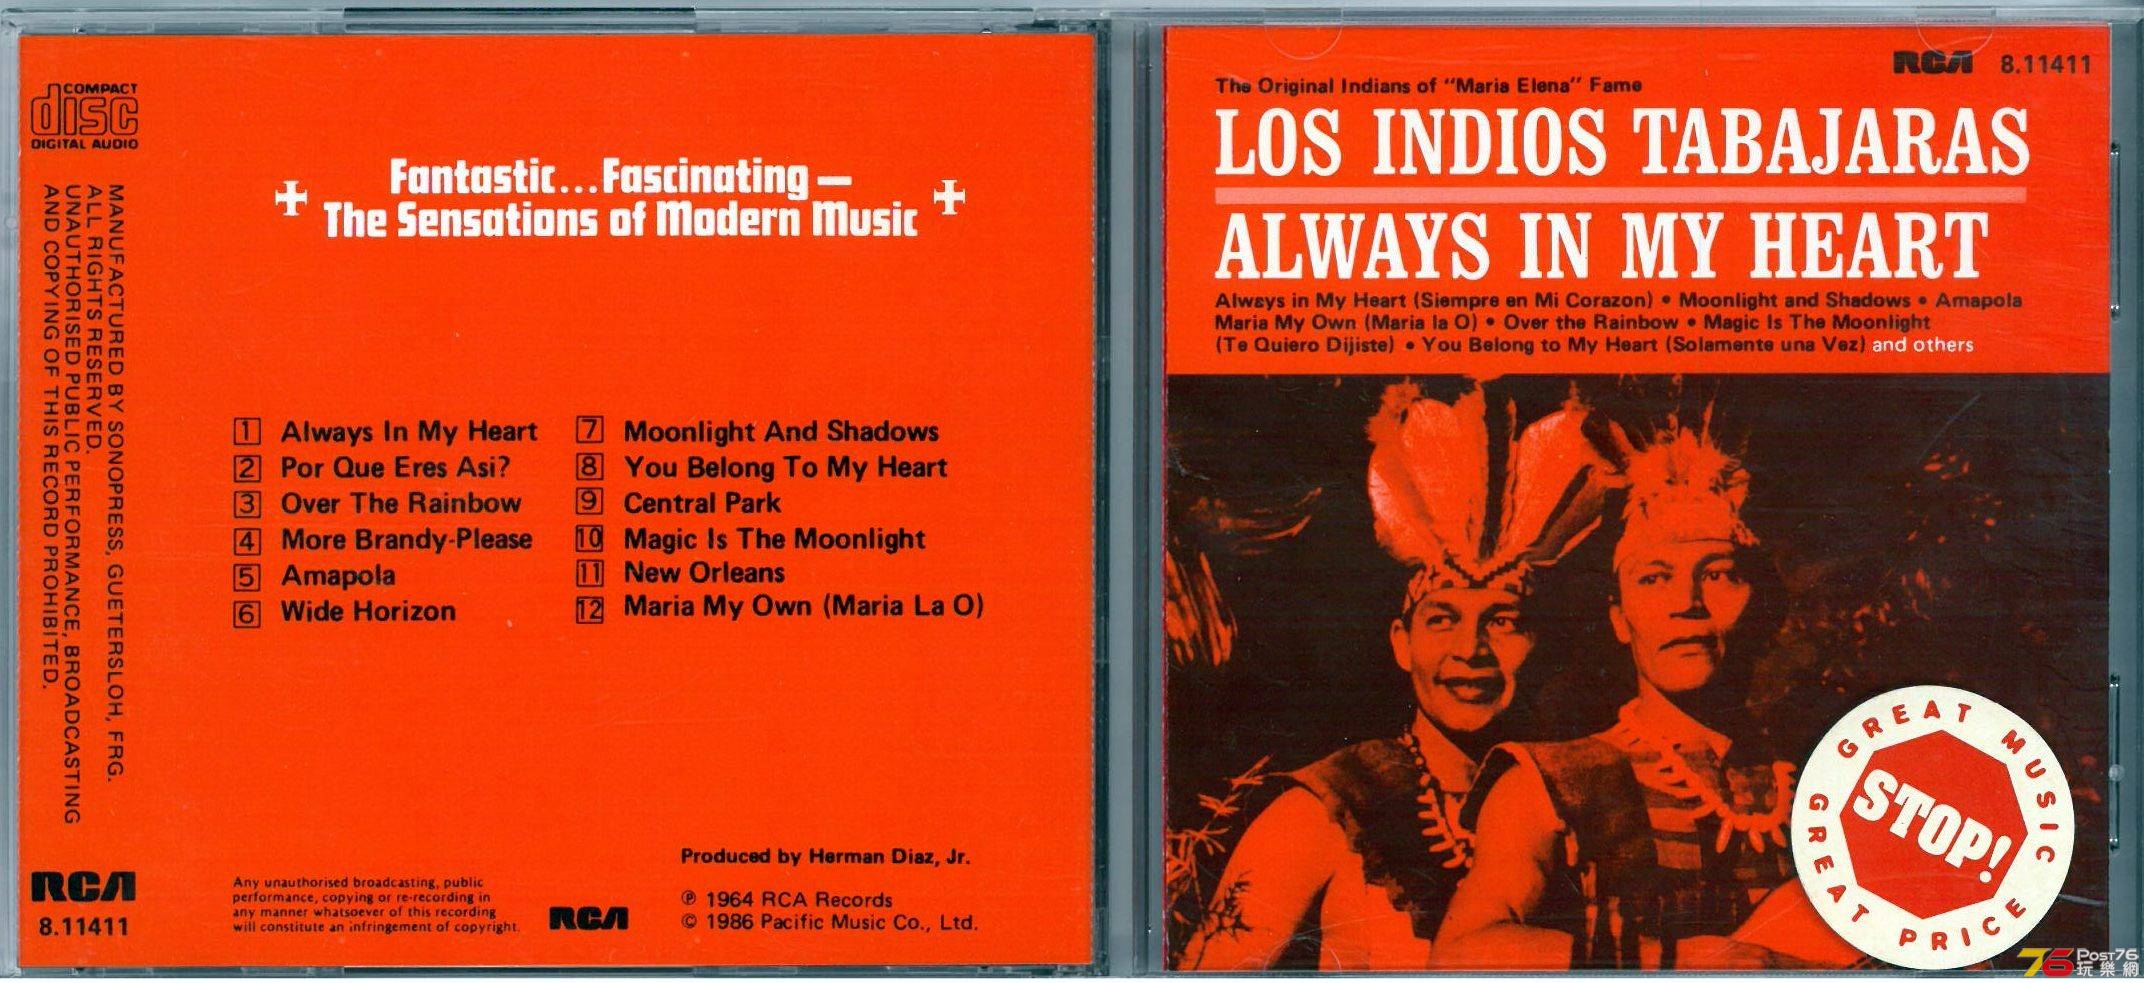 COMPACT
disc
DIGITAL AUDIO
MANUFACTURED BY SONOPRESS, GUETERSLOH, FRG.
ALL RIGHTS RESERVED.
UNAUTHORISED PUBLIC PERFORMANCE, BROADCASTING
AND COPYING OF THIS RECORD PROHIBITED.
RCA
8.11411
Fantastic...Fascinating—
The Sensations of Modern Music
1 Always In My Heart
2 Por Que Eres Asi?
3 Over The Rainbow
4 More Brandy-Please
5 Amapola
6 Wide Horizon
7 Moonlight And Shadows
8 You Belong To My Heart
9 Central Park
10 Magic Is The Moonlight
11 New Orleans
12 Maria My Own (Maria La O)
Produced by Herman Diaz, Jr.
Any unauthorised broadcasting, public
performance, copying or re-recording in
any manner whatsoever of this recording
will constitute an infringement of copyright.
RCA
℗ 1964 RCA Records
© 1986 Pacific Music Co., Ltd.
RCA 8.11411
The Original Indians of "Maria Elena" Fame
LOS INDIOS TABAJARAS
ALWAYS IN MY HEART
Always in My Heart (Siempre en Mi Corazon) • Moonlight and Shadows • Amapola
Maria My Own (Maria la O) • Over the Rainbow • Magic Is The Moonlight
(Te Quiero Dijiste) • You Belong to My Heart (Solamente una Vez) and others
GREAT MUSIC
STOP!
GREAT PRICE
76 Post76
玩樂網